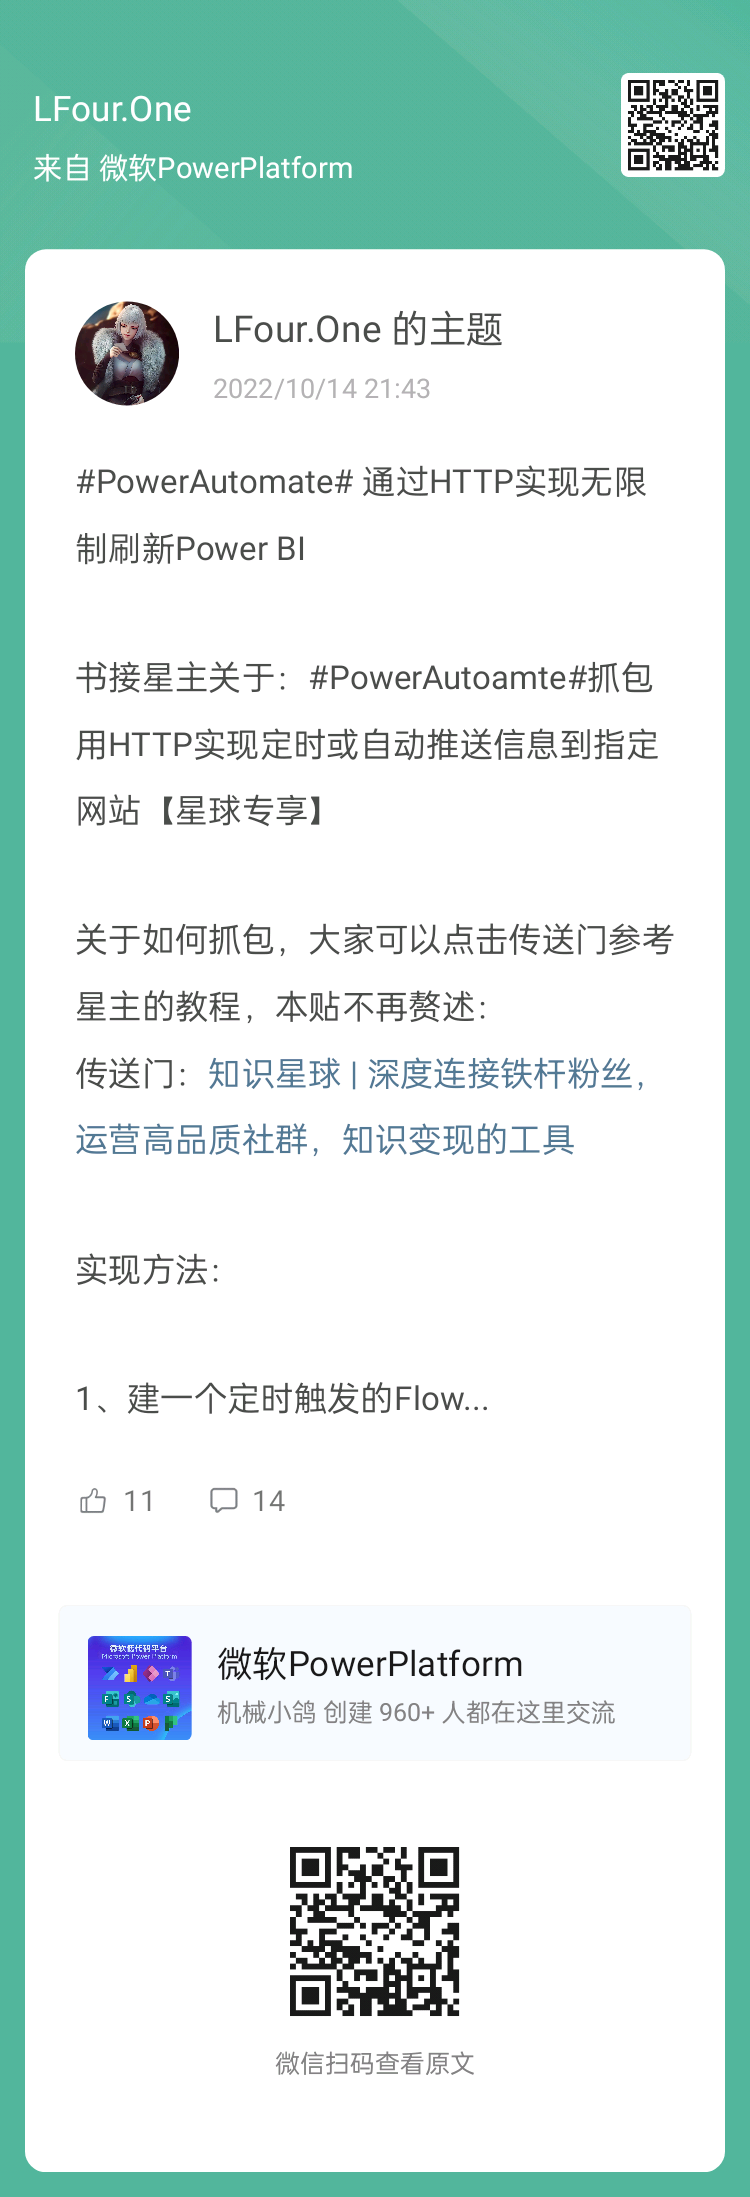 LFour.One
来自 微软PowerPlatform
LFour.One 的主题
2022/10/14 21:43
#PowerAutomate# 通过HTTP实现无限
制刷新Power BI
书接星主关于：#PowerAutoamte#抓包
用HTTP实现定时或自动推送信息到指定
网站【星球专享】
关于如何抓包，大家可以点击传送门参考
星主的教程，本贴不再赘述：
传送门：知识星球 | 深度连接铁杆粉丝，
运营高品质社群，知识变现的工具
实现方法：
1、建一个定时触发的Flow...
11 14
微软低代码平台
Microsoft Power Platform
微软PowerPlatform
机械小鸽 创建 960+ 人都在这里交流
微信扫码查看原文